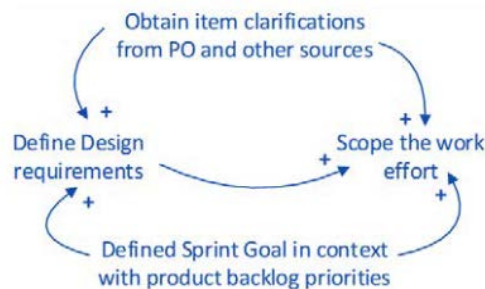 Obtain item clarifications
from PO and other sources
+
+
Define Design
requirements
Scope the work
effort
+
+
+
Defined Sprint Goal in context
with product backlog priorities